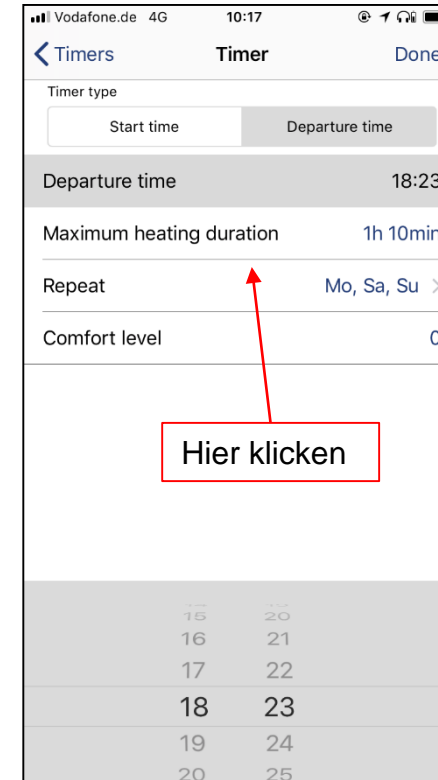 Vodafone.de 4G 10:17
Timers Timer Done
Timer type
Start time Departure time
Departure time 18:23
Maximum heating duration 1h 10min
Repeat Mo, Sa, Su
Comfort level 0
Hier klicken
15 20
16 21
17 22
18 23
19 24
20 25